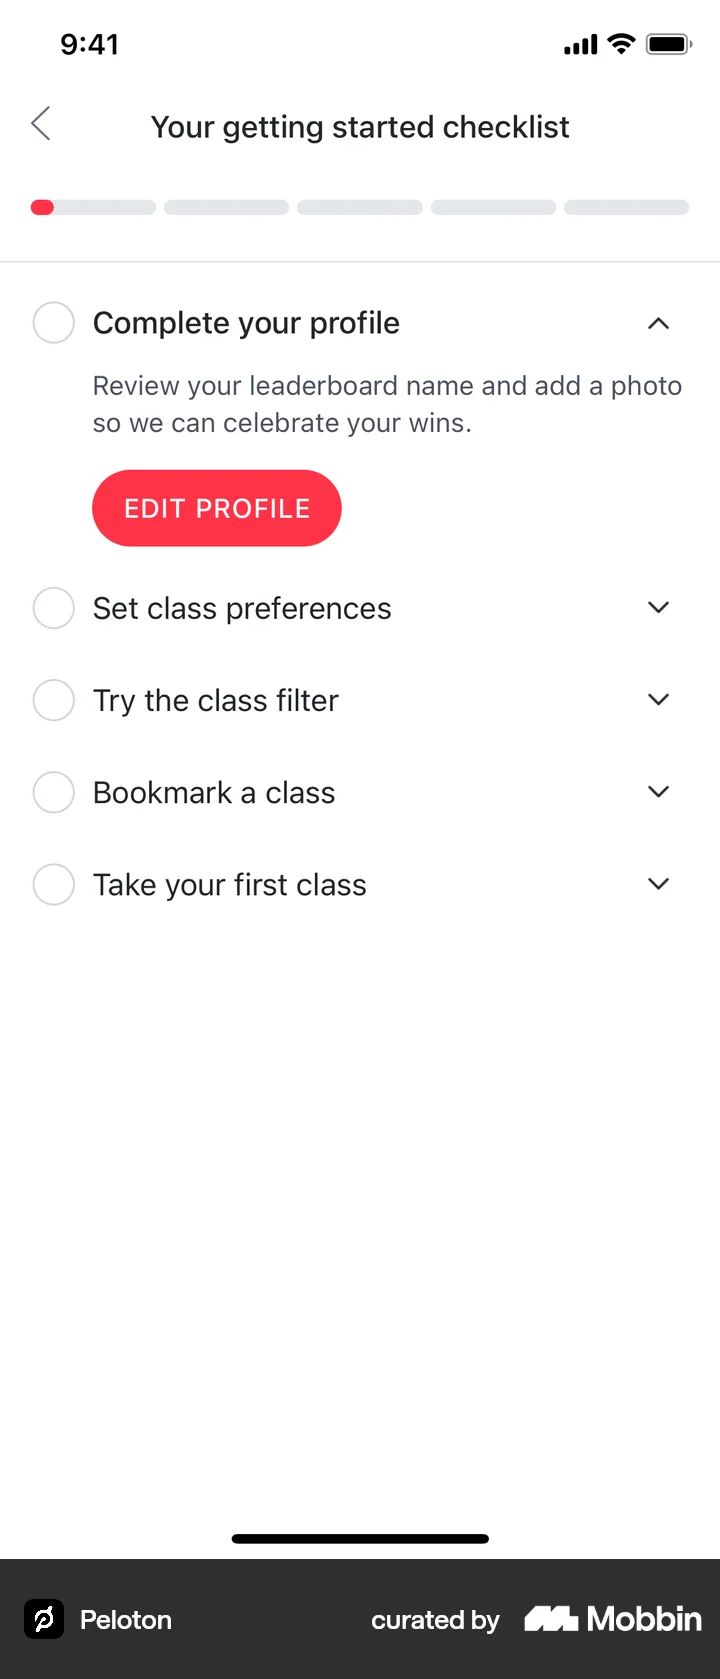 9:41
Your getting started checklist
Complete your profile
Review your leaderboard name and add a photo
so we can celebrate your wins.
EDIT PROFILE
Set class preferences
Try the class filter
Bookmark a class
Take your first class
Peloton
curated by Mobbin